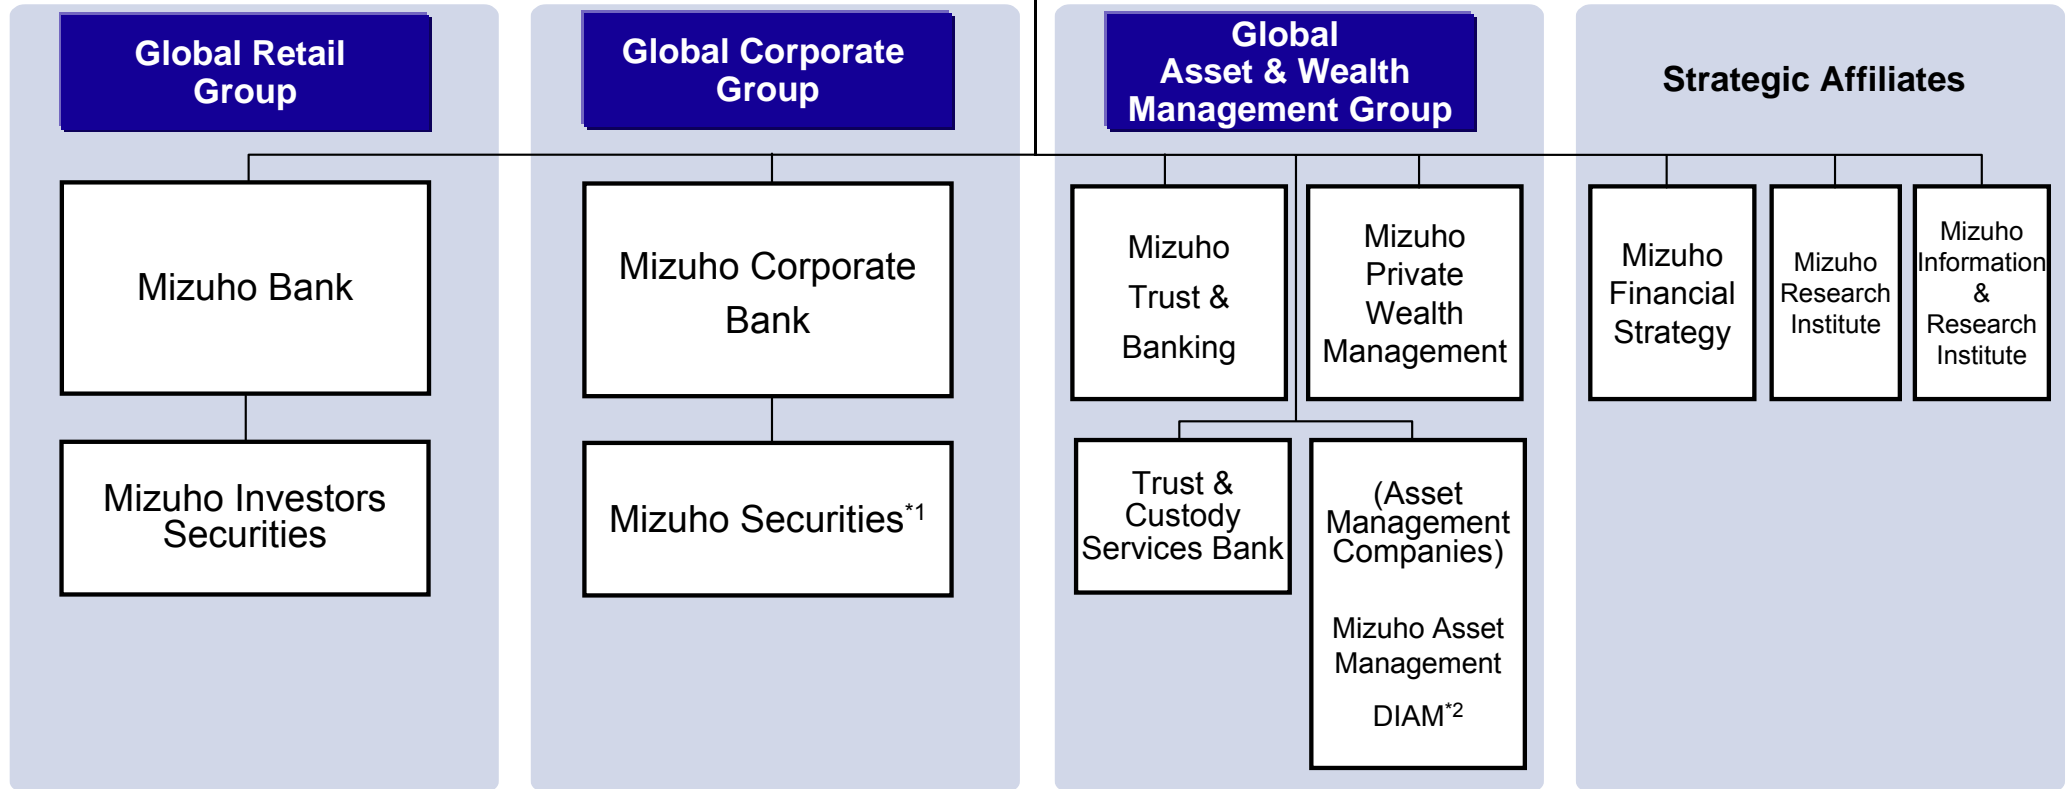 Global Retail
Group
Global Corporate
Group
Global
Asset & Wealth
Management Group
Strategic Affiliates
Mizuho Bank
Mizuho Corporate
Bank
Mizuho
Trust &
Banking
Mizuho
Private
Wealth
Management
Mizuho
Financial
Strategy
Mizuho
Research
Institute
Mizuho
Information
&
Research
Institute
Mizuho Investors
Securities
Mizuho Securities*1
Trust &
Custody
Services Bank
(Asset
Management
Companies)
Mizuho Asset
Management
DIAM*2